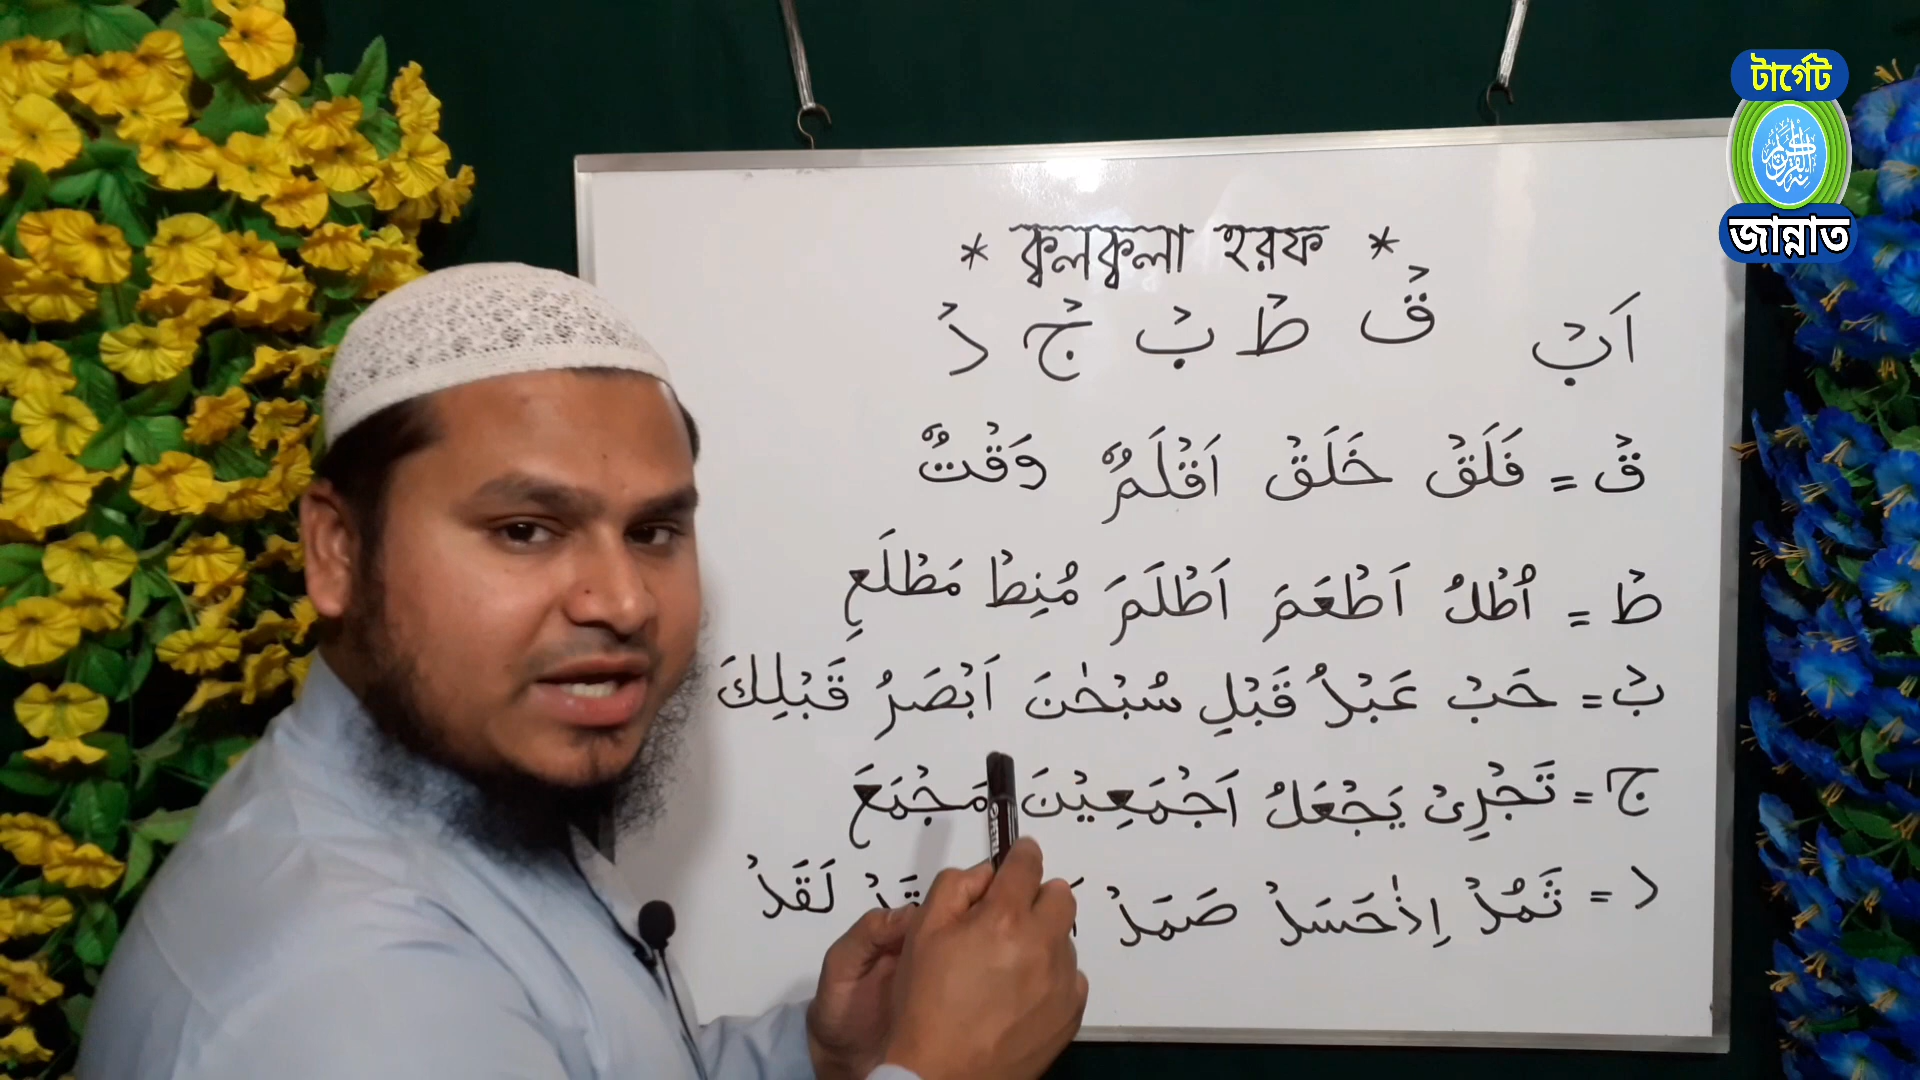 টার্গেট
জান্নাত
* ক্বলক্বলা হরফ *
اَبْ قْ طْ بْ جْ دْ
قْ = فَلَقْ خَلَقْ اَقْلَمٌ وَقْتٌ
طْ = اُطْلُ اَطْعَمَ اَطْلَمَ مُنِطْ مَطْلَعِ
بْ = حَبْ عَبْدُ قَبْلِ سُبْحٰنَ اَبْصَرُ قَبْلِكَ
ج = تَجْرِىْ يَجْعَلُ اَجْمَعِيْنَ مَجْمَعَ
د = ثَمُدْ اِذٰحَسَدْ صَمَدْ قَدْ لَقَدْ